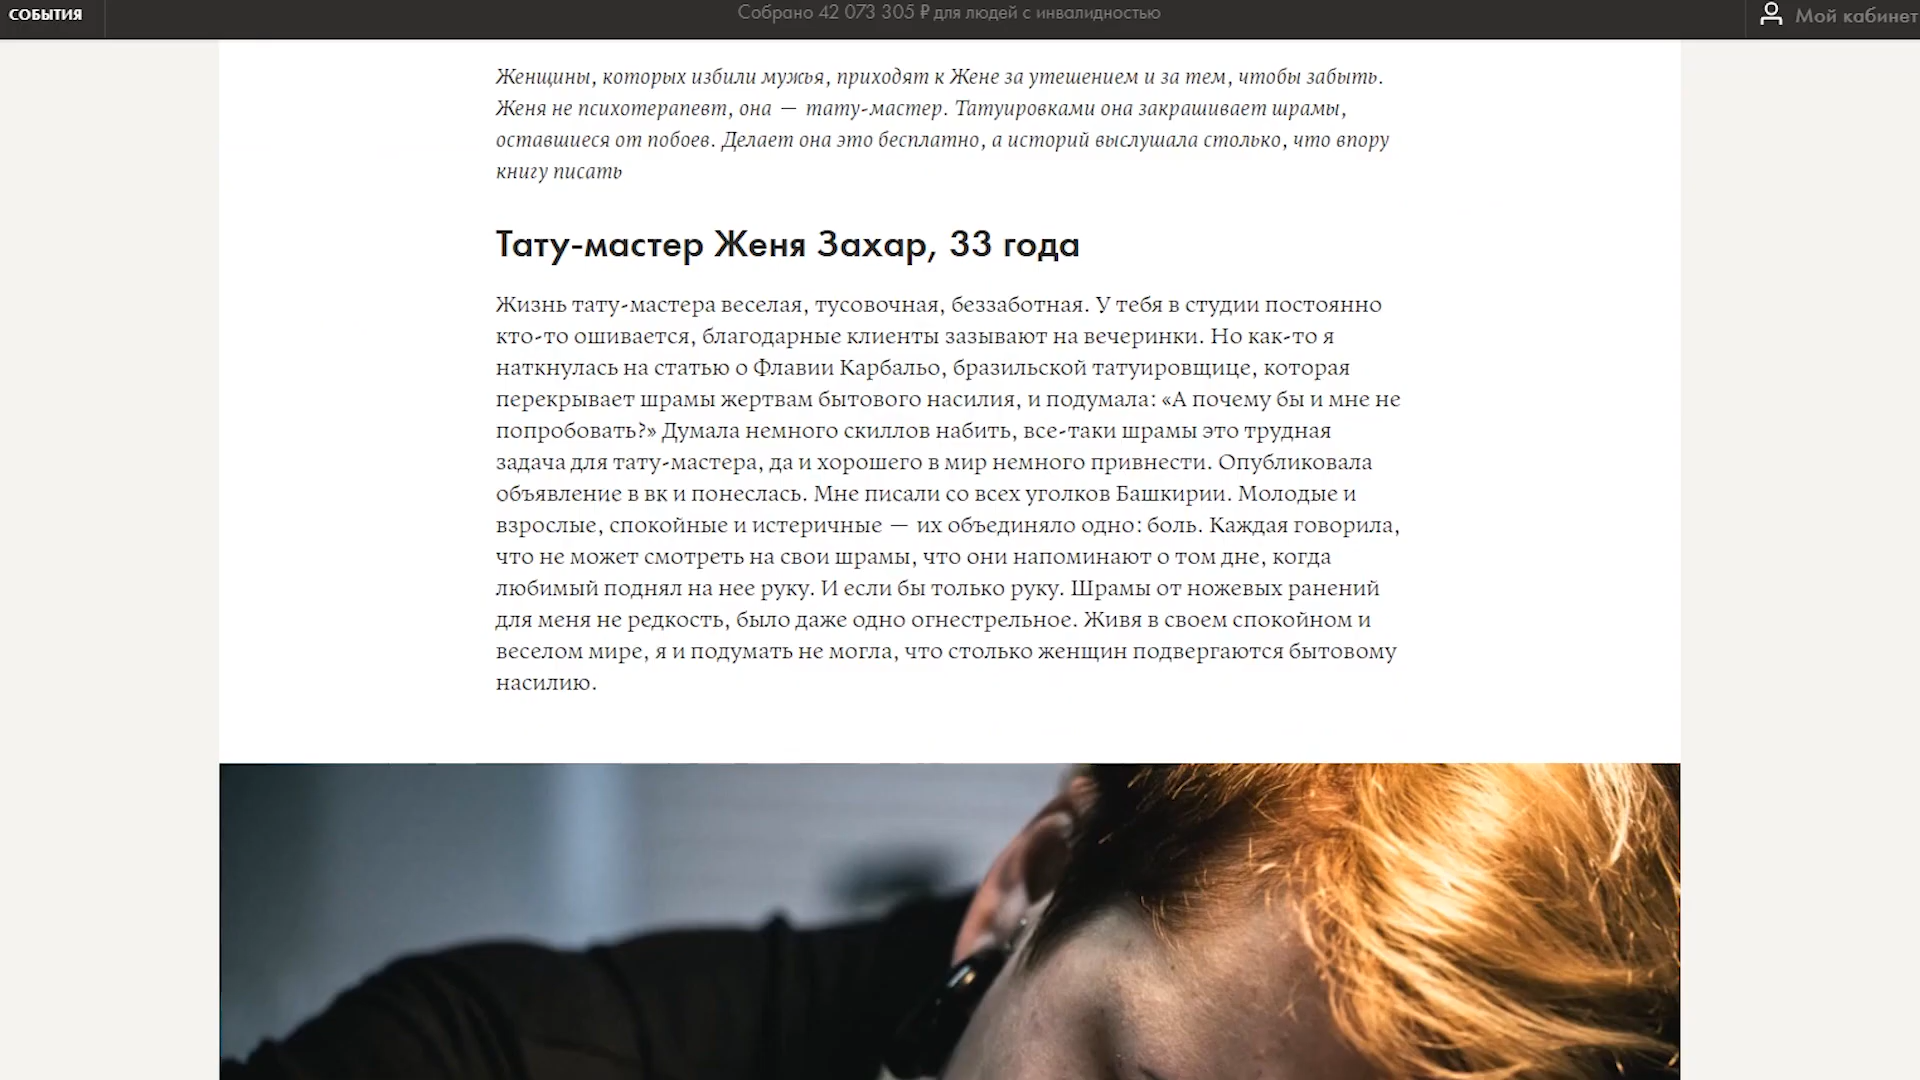 СОБЫТИЯ
Собрано 42 073 305 ₽ для людей с инвалидностью
Мой кабинет
Женщины, которых избили мужья, приходят к Жене за утешением и за тем, чтобы забыть.
Женя не психотерапевт, она — тату-мастер. Татуировками она закрашивает шрамы,
оставшиеся от побоев. Делает она это бесплатно, а историй выслушала столько, что впору
книгу писать
Тату-мастер Женя Захар, 33 года
Жизнь тату-мастера веселая, тусовочная, беззаботная. У тебя в студии постоянно
кто-то ошивается, благодарные клиенты зазывают на вечеринки. Но как-то я
наткнулась на статью о Флавии Карбальо, бразильской татуировщице, которая
перекрывает шрамы жертвам бытового насилия, и подумала: «А почему бы и мне не
попробовать?» Думала немного скиллов набить, все-таки шрамы это трудная
задача для тату-мастера, да и хорошего в мир немного привнести. Опубликовала
объявление в вк и понеслась. Мне писали со всех уголков Башкирии. Молодые и
взрослые, спокойные и истеричные — их объединяло одно: боль. Каждая говорила,
что не может смотреть на свои шрамы, что они напоминают о том дне, когда
любимый поднял на нее руку. И если бы только руку. Шрамы от ножевых ранений
для меня не редкость, было даже одно огнестрельное. Живя в своем спокойном и
веселом мире, я и подумать не могла, что столько женщин подвергаются бытовому
насилию.